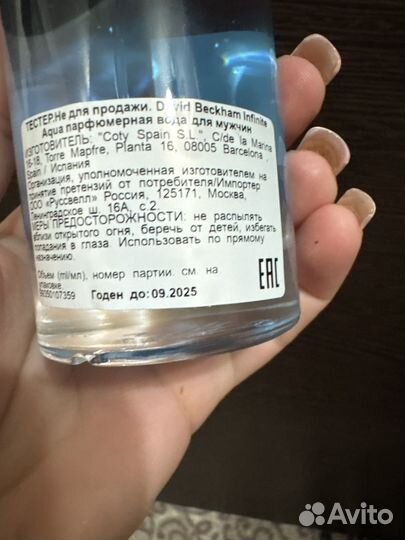 ТЕСТЕР.Не для продажи. David Beckham Infinite
Aqua парфюмерная вода для мужчин
ИЗГОТОВИТЕЛЬ: "Coty Spain S.L.", C/de la Marina
16-18, Torre Mapfre, Planta 16, 08005 Barcelona,
Spain / Испания
Организация, уполномоченная изготовителем на
принятие претензий от потребителя/Импортер
ООО «Русселл» Россия, 125171, Москва,
Ленинградское ш. 16А, с.2.
МЕРЫ ПРЕДОСТОРОЖНОСТИ: не распылять
вблизи открытого огня, беречь от детей, избегать
попадания в глаза. Использовать по прямому
назначению.
Объем (ml/мл), номер партии. см. на
упаковке.
99350107359 Годен до:09.2025
EAC
Avito